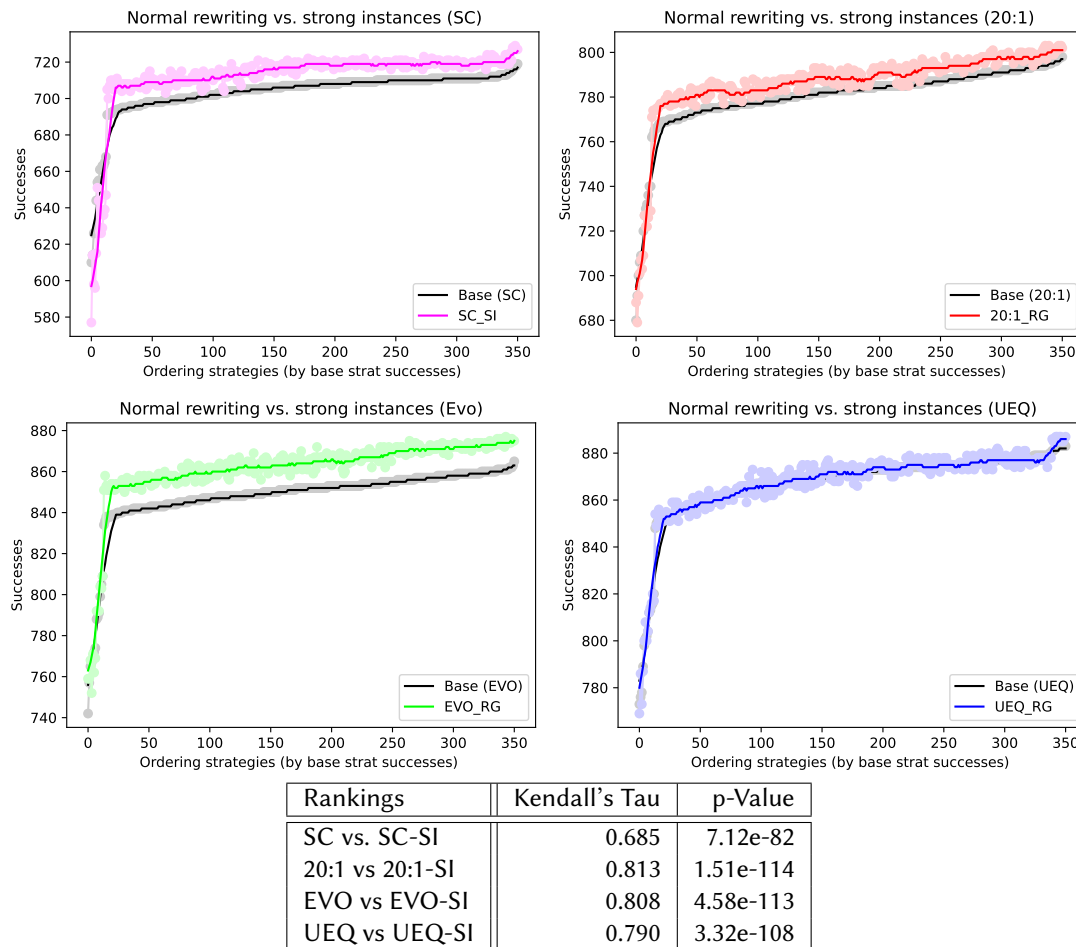 Normal rewriting vs. strong instances (SC)
720
700
680
660
640
620
600
580
Successes
Base (SC)
SC_SI
0 50 100 150 200 250 300 350
Ordering strategies (by base strat successes)
Normal rewriting vs. strong instances (20:1)
800
780
760
740
720
700
680
Successes
Base (20:1)
20:1_RG
0 50 100 150 200 250 300 350
Ordering strategies (by base strat successes)
Normal rewriting vs. strong instances (Evo)
880
860
840
820
800
780
760
740
Successes
Base (EVO)
EVO_RG
0 50 100 150 200 250 300 350
Ordering strategies (by base strat successes)
Normal rewriting vs. strong instances (UEQ)
880
860
840
820
800
780
Successes
Base (UEQ)
UEQ_RG
0 50 100 150 200 250 300 350
Ordering strategies (by base strat successes)
Rankings Kendall's Tau p-Value
SC vs. SC-SI 0.685 7.12e-82
20:1 vs 20:1-SI 0.813 1.51e-114
EVO vs EVO-SI 0.808 4.58e-113
UEQ vs UEQ-SI 0.790 3.32e-108